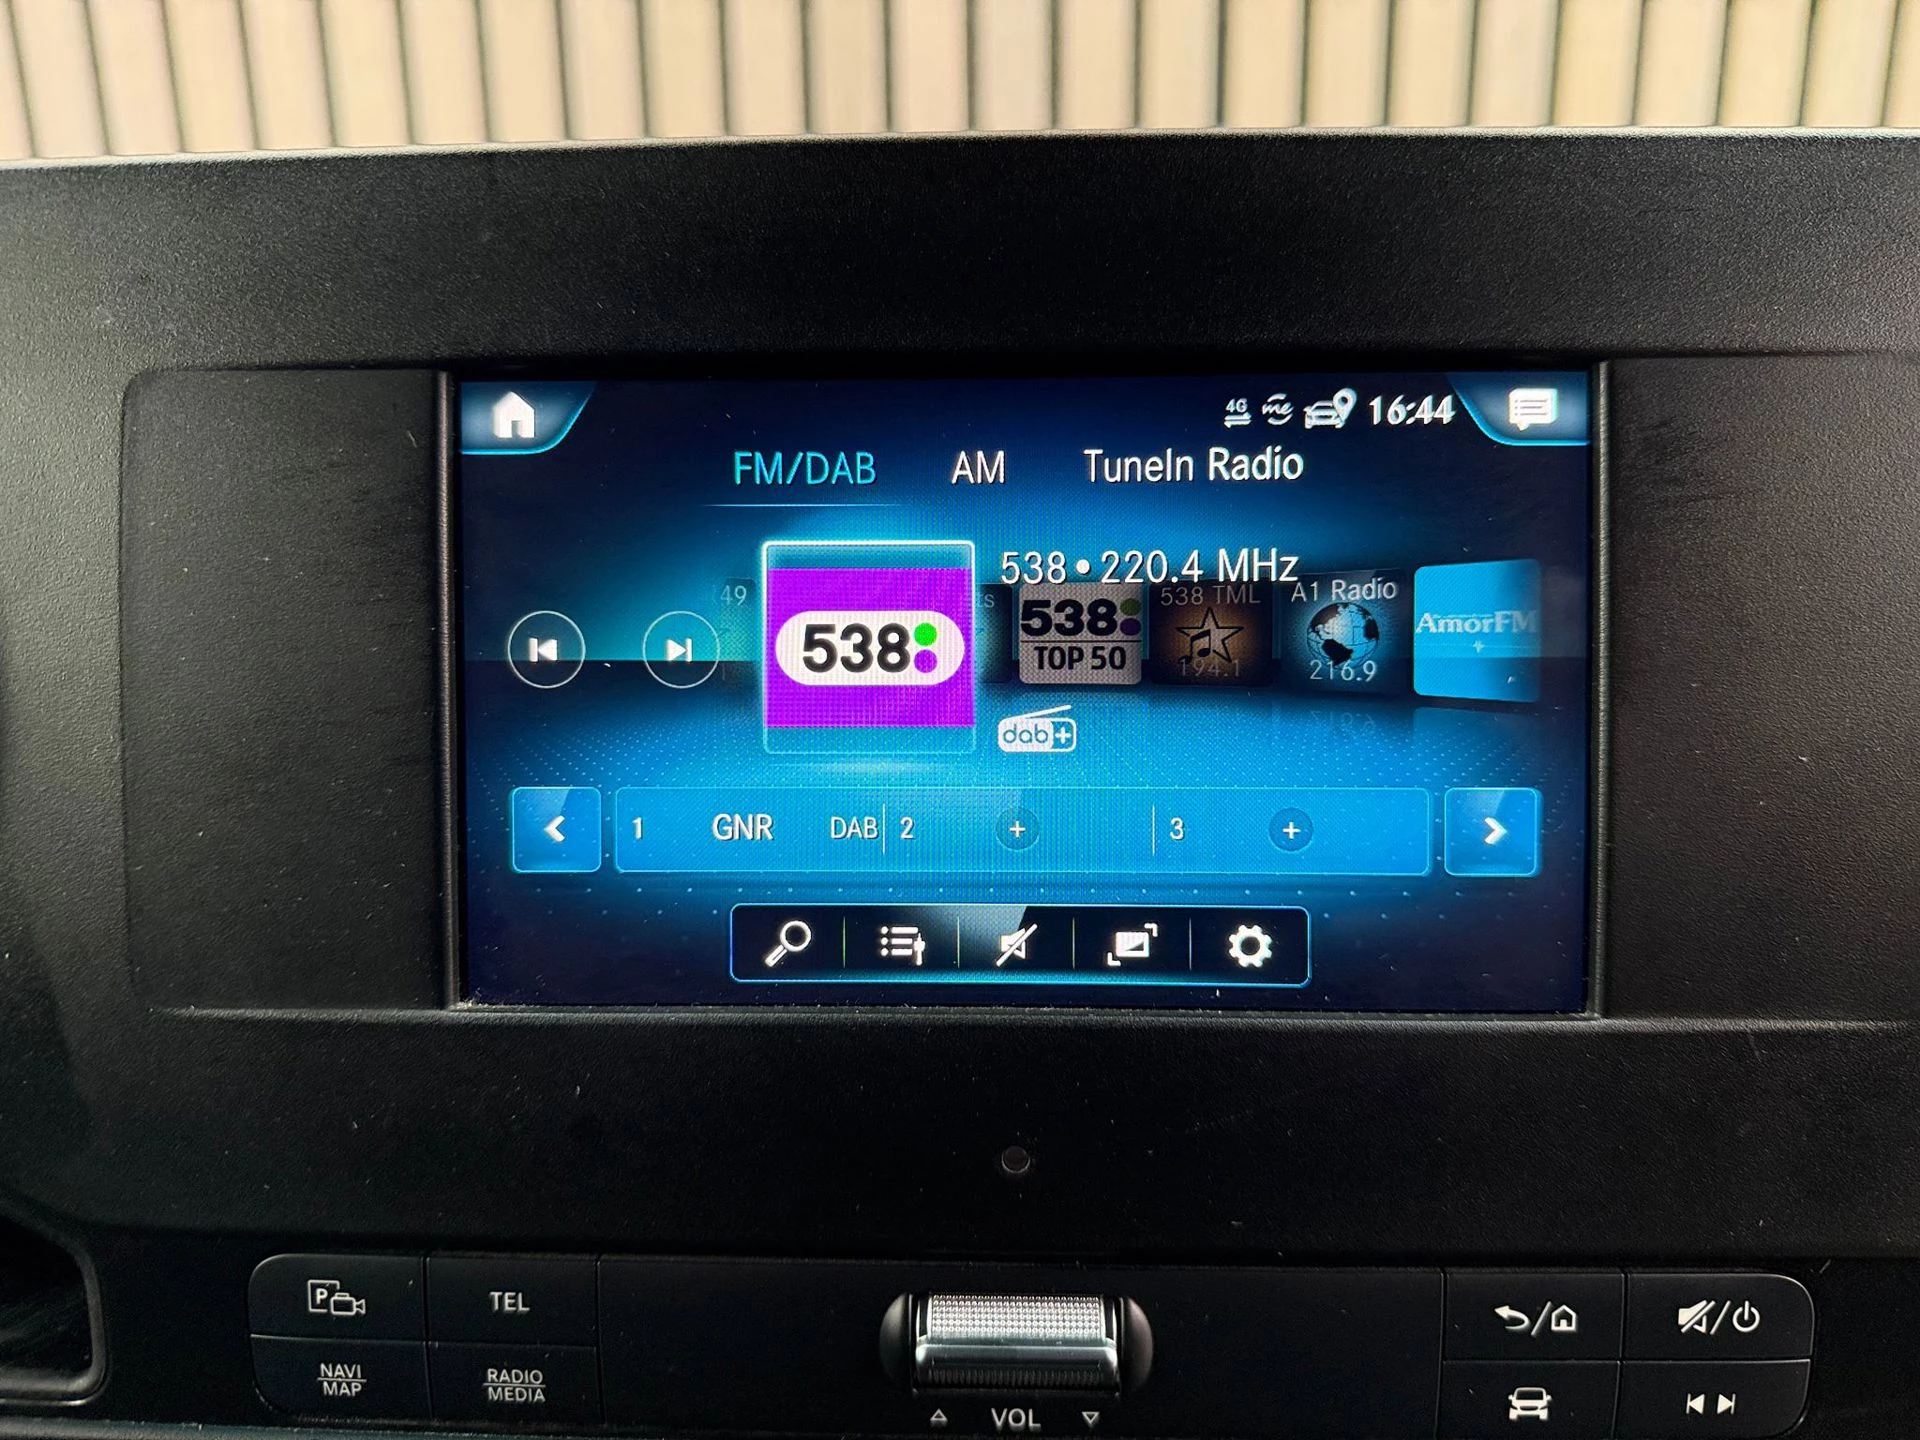 4G me 16:44
FM/DAB AM TuneIn Radio
538 • 220.4 MHz
49
538
538
TOP 50
538 TML
194.1
A1 Radio
216.9
AmorFM
dab+
1 GNR DAB 2 + 3 +
P
TEL
NAVI
MAP
RADIO
MEDIA
VOL